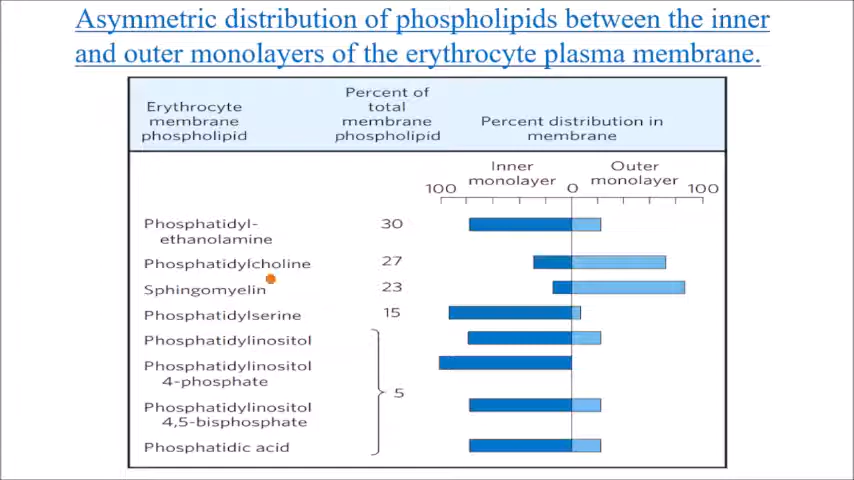 Asymmetric distribution of phospholipids between the inner
and outer monolayers of the erythrocyte plasma membrane.
Erythrocyte
membrane
phospholipid
Percent of
total
membrane
phospholipid
Percent distribution in
membrane
Inner
monolayer
Outer
monolayer
100 0 100
Phosphatidyl-
ethanolamine 30
Phosphatidylcholine 27
Sphingomyelin 23
Phosphatidylserine 15
Phosphatidylinositol
Phosphatidylinositol
4-phosphate
5
Phosphatidylinositol
4,5-bisphosphate
Phosphatidic acid